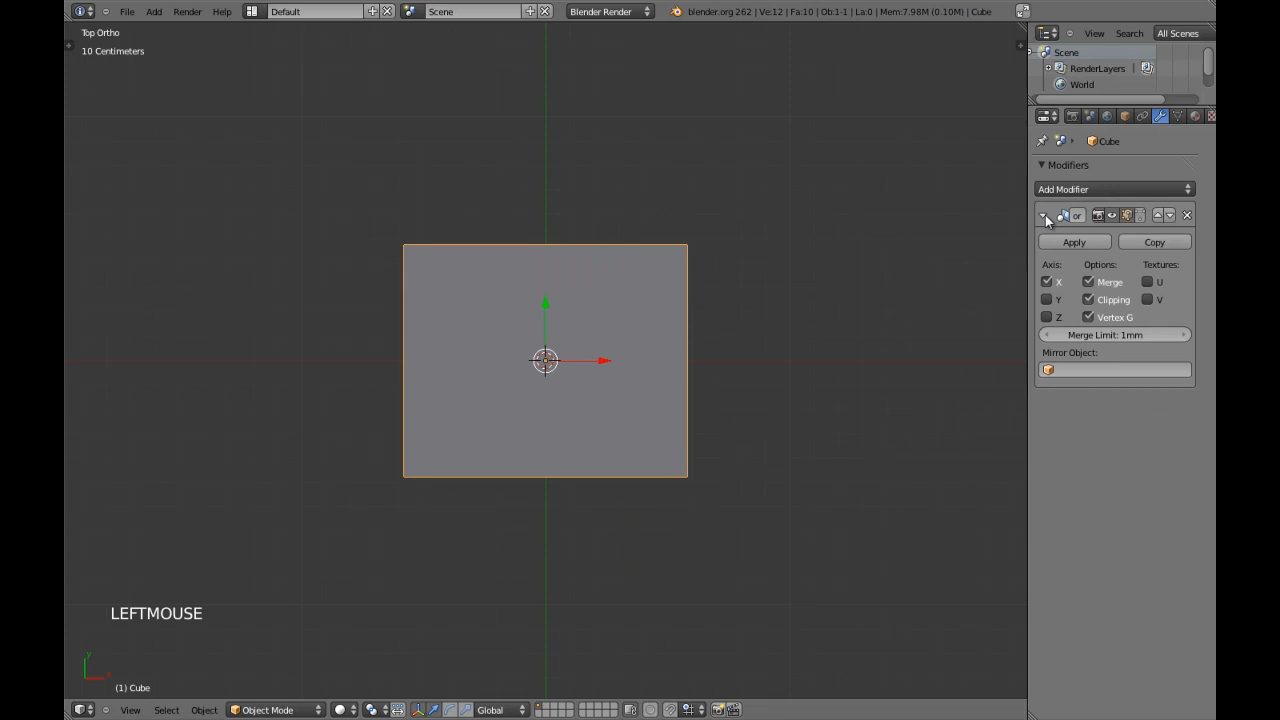 File Add Render Help Default Scene Blender Render blender.org 262 | Ve:12 | Fa:10 | Ob:1-1 | La:0 | Mem:7.98M (0.10M) | Cube
Top Ortho
10 Centimeters
View Search All Scenes
Scene
RenderLayers |
World
Cube
Modifiers
Add Modifier
or
Apply Copy
Axis: Options: Textures:
X Merge U
Y Clipping V
Z Vertex G
Merge Limit: 1mm
Mirror Object:
LEFTMOUSE
y
x
(1) Cube
View Select Object Object Mode Global